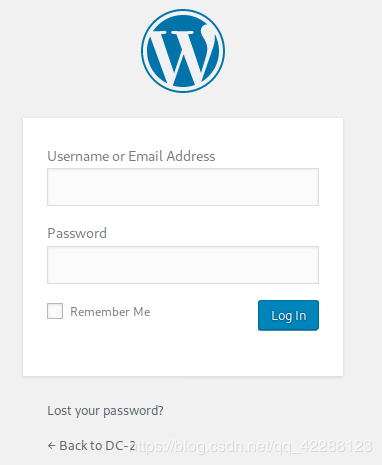 W
Username or Email Address
Password
Remember Me
Log In
Lost your password?
← Back to DC-2
https://blog.csdn.net/qq_42288123